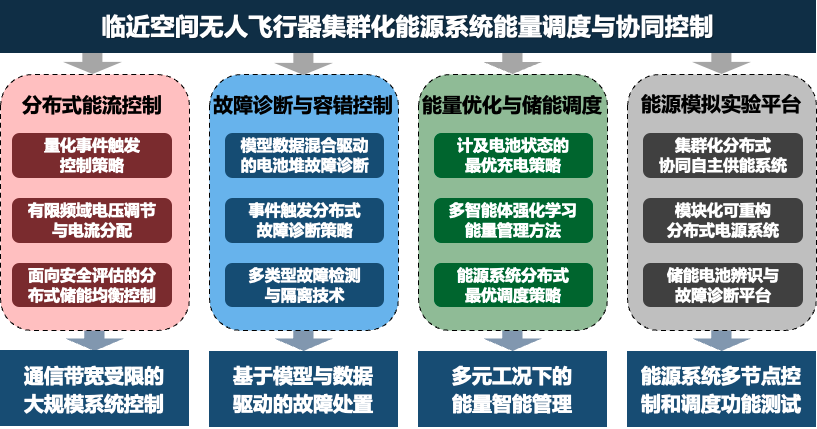 临近空间无人飞行器集群化能源系统能量调度与协同控制
分布式能流控制
量化事件触发
控制策略
有限频域电压调节
与电流分配
面向安全评估的分
布式储能均衡控制
通信带宽受限的
大规模系统控制
故障诊断与容错控制
模型数据混合驱动
的电池堆故障诊断
事件触发分布式
故障诊断策略
多类型故障检测
与隔离技术
基于模型与数据
驱动的故障处置
能量优化与储能调度
计及电池状态的
最优充电策略
多智能体强化学习
能量管理方法
能源系统分布式
最优调度策略
多元工况下的
能量智能管理
能源模拟实验平台
集群化分布式
协同自主供能系统
模块化可重构
分布式电源系统
储能电池辨识与
故障诊断平台
能源系统多节点控
制和调度功能测试